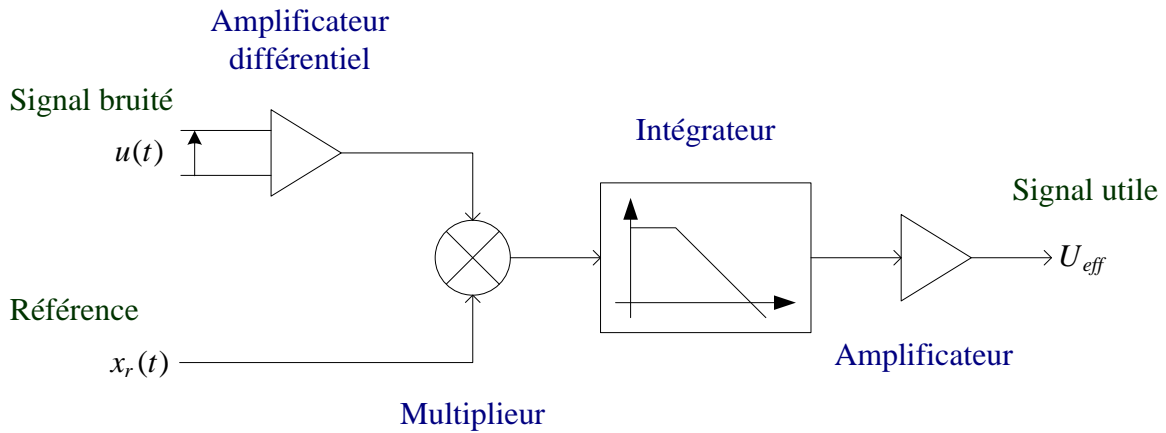 Amplificateur
différentiel
Signal bruité
u(t)
Intégrateur
Signal utile
U_eff
Référence
x_r(t)
Amplificateur
Multiplieur